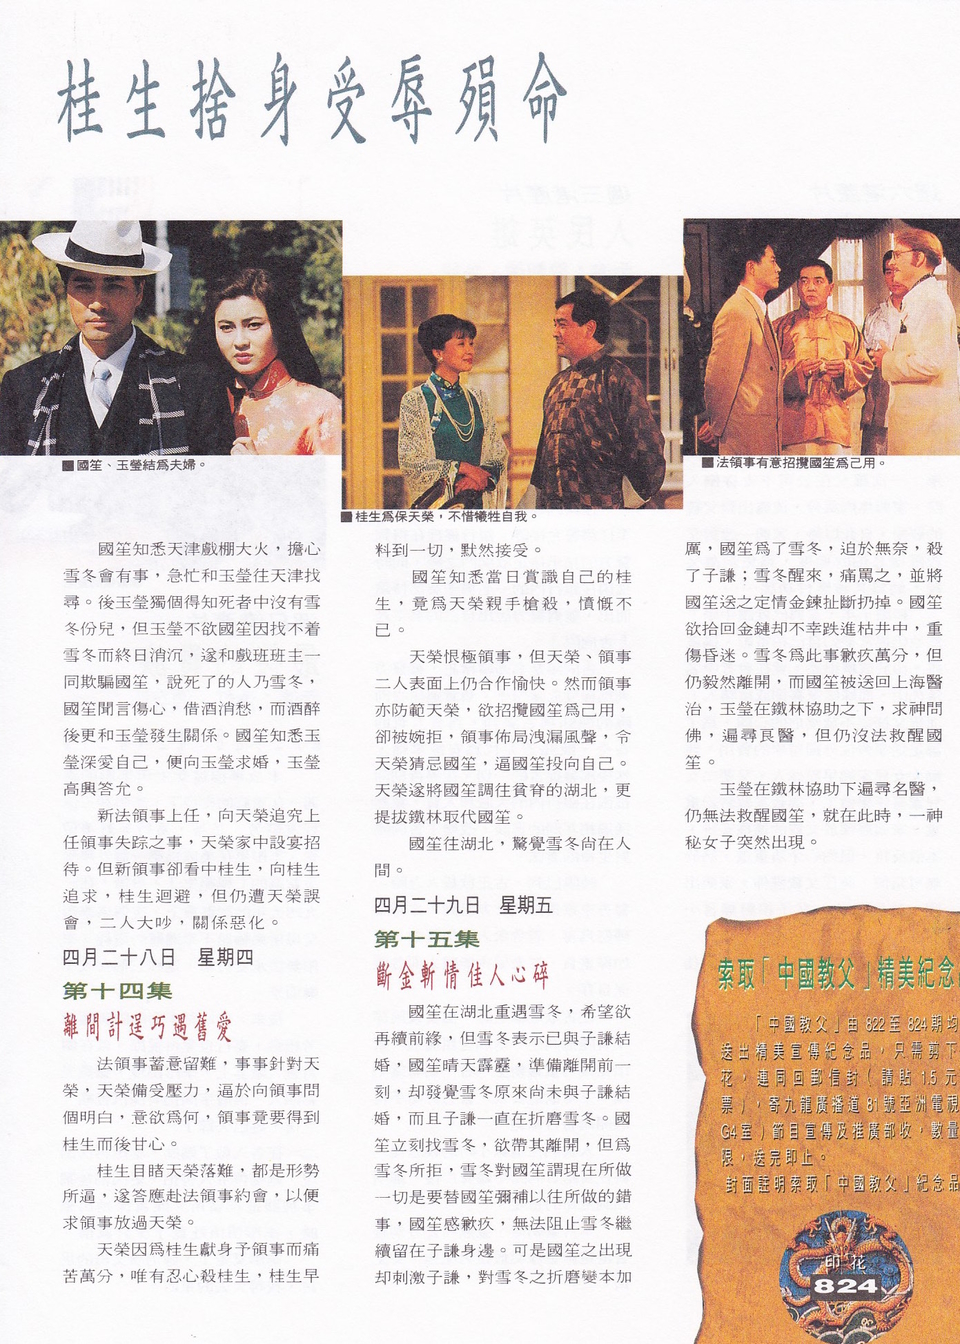 桂生捨身受辱殞命
■國笙、玉瑩結爲夫婦。
■桂生爲保天榮，不惜犧牲自我。
■法領事有意招攬國笙爲己用。
國笙知悉天津戲棚大火，擔心
雪冬會有事，急忙和玉瑩往天津找
尋。後玉瑩獨個得知死者中沒有雪
冬份兒，但玉瑩不欲國笙因找不着
雪冬而終日消沉，遂和戲班班主一
同欺騙國笙，說死了的人乃雪冬，
國笙聞言傷心，借酒消愁，而酒醉
後更和玉瑩發生關係。國笙知悉玉
瑩深愛自己，便向玉瑩求婚，玉瑩
高興答允。
新法領事上任，向天榮追究上
任領事失踪之事，天榮家中設宴招
待。但新領事卻看中桂生，向桂生
追求，桂生迴避，但仍遭天榮誤
會，二人大吵，關係惡化。
四月二十八日　星期四
第十四集
離間計逞巧遇舊愛
法領事蓄意留難，事事針對天
榮，天榮備受壓力，逼於向領事問
個明白，意欲爲何，領事竟要得到
桂生而後甘心。
桂生目睹天榮落難，都是形勢
所逼，遂答應赴法領事約會，以便
求領事放過天榮。
天榮因爲桂生獻身予領事而痛
苦萬分，唯有忍心殺桂生，桂生早
料到一切，默然接受。
國笙知悉當日賞識自己的桂
生，竟爲天榮親手槍殺，憤慨不
已。
天榮恨極領事，但天榮、領事
二人表面上仍合作愉快。然而領事
亦防範天榮，欲招攬國笙爲己用，
卻被婉拒，領事佈局洩漏風聲，令
天榮猜忌國笙，逼國笙投向自己。
天榮遂將國笙調往貧脊的湖北，更
提拔鐵林取代國笙。
國笙往湖北，驚覺雪冬尚在人
間。
四月二十九日　星期五
第十五集
斷金斬情佳人心碎
國笙在湖北重遇雪冬，希望欲
再續前緣，但雪冬表示已與子謙結
婚，國笙晴天霹靂，準備離開前一
刻，却發覺雪冬原來尚未與子謙結
婚，而且子謙一直在折磨雪冬。國
笙立刻找雪冬，欲帶其離開，但爲
雪冬所拒，雪冬對國笙謂現在所做
一切是要替國笙彌補以往所做的錯
事，國笙感歉疚，無法阻止雪冬繼
續留在子謙身邊。可是國笙之出現
却刺激子謙，對雪冬之折磨變本加
厲，國笙爲了雪冬，迫於無奈，殺
了子謙；雪冬醒來，痛罵之，並將
國笙送之定情金鍊扯斷扔掉。國笙
欲拾回金鏈却不幸跌進枯井中，重
傷昏迷。雪冬爲此事歉疚萬分，但
仍毅然離開，而國笙被送回上海醫
治，玉瑩在鐵林協助之下，求神問
佛，遍尋良醫，但仍沒法救醒國
笙。
玉瑩在鐵林協助下遍尋名醫，
仍無法救醒國笙，就在此時，一神
秘女子突然出現。
索取「中國教父」精美紀念
「中國教父」由822至824期均
送出精美宣傳紀念品，只需剪下
花，連同回郵信封（請貼1.5元
票），寄九龍廣播道81號亞洲電視
G4室）節目宣傳及推廣部收，數量
限，送完即止。
封面註明索取「中國教父」紀念品
印花
824